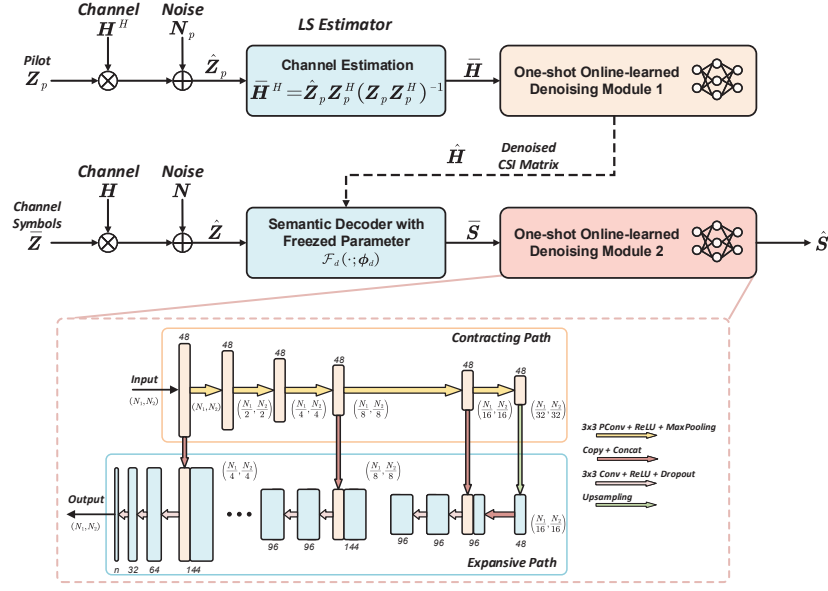 Channel
H^H
Noise
N_p
LS Estimator
Pilot
Z_p
Ẑ_p
Channel Estimation
H̄^H = Ẑ_p Z_p^H (Z_p Z_p^H)^{-1}
H̄
One-shot Online-learned
Denoising Module 1
Ĥ
Denoised
CSI Matrix
Channel
H
Noise
N
Channel
Symbols
Z̄
Ẑ
Semantic Decoder with
Freezed Parameter
F_d(·; ϕ_d)
S̄
One-shot Online-learned
Denoising Module 2
Ŝ
Contracting Path
48
48
48
48
48
48
Input
(N_1, N_2)
(N_1, N_2)
(N_1/2, N_2/2)
(N_1/4, N_2/4)
(N_1/8, N_2/8)
(N_1/16, N_2/16)
(N_1/32, N_2/32)
3x3 PConv + ReLU + MaxPooling
Copy + Concat
3x3 Conv + ReLU + Dropout
Upsampling
(N_1/4, N_2/4)
(N_1/8, N_2/8)
(N_1/16, N_2/16)
Output
(N_1, N_2)
n
32
64
144
•••
96
96
144
96
96
96
48
Expansive Path